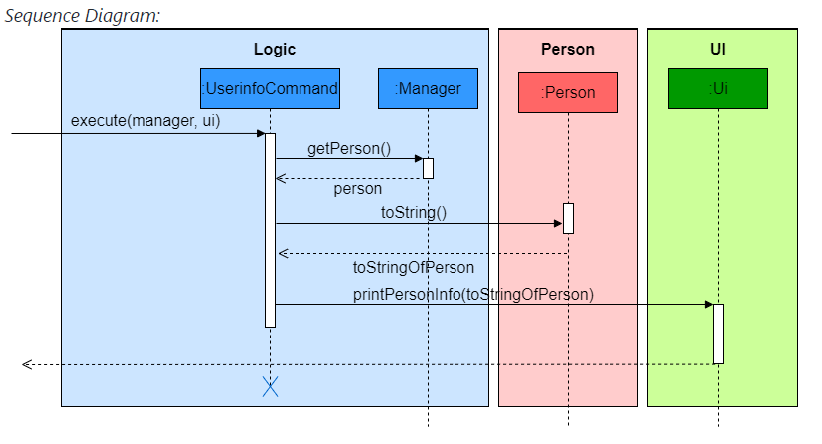 Sequence Diagram:
Logic
Person
UI
:UserinfoCommand
:Manager
:Person
:Ui
execute(manager, ui)
getPerson()
person
toString()
toStringOfPerson
printPersonInfo(toStringOfPerson)